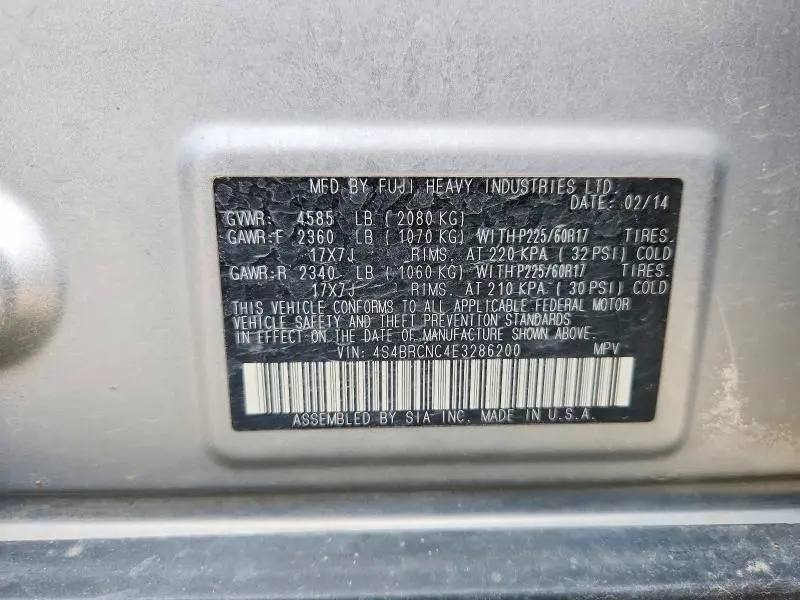 MFD BY FUJI HEAVY INDUSTRIES LTD.
DATE: 02/14
GVWR: 4585 LB ( 2080 KG)
GAWR:F 2360 LB ( 1070 KG) WITHP225/60R17 TIRES.
17X7J RIMS. AT 220 KPA ( 32 PSI) COLD
GAWR:R 2340 LB ( 1060 KG) WITHP225/60R17 TIRES.
17X7J RIMS. AT 210 KPA ( 30 PSI) COLD
THIS VEHICLE CONFORMS TO ALL APPLICABLE FEDERAL MOTOR
VEHICLE SAFETY AND THEFT PREVENTION STANDARDS
IN EFFECT ON THE DATE OF MANUFACTURE SHOWN ABOVE.
VIN: 4S4BRCNC4E3286200 MPV
ASSEMBLED BY SIA INC. MADE IN U.S.A.